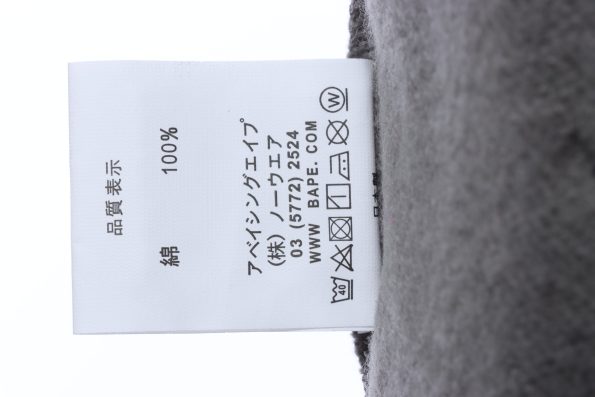 品質表示
綿 100%
アベイシングエイプ
(株) ノーウエア
03 (5772) 2524
WWW BAPE. COM
40 W